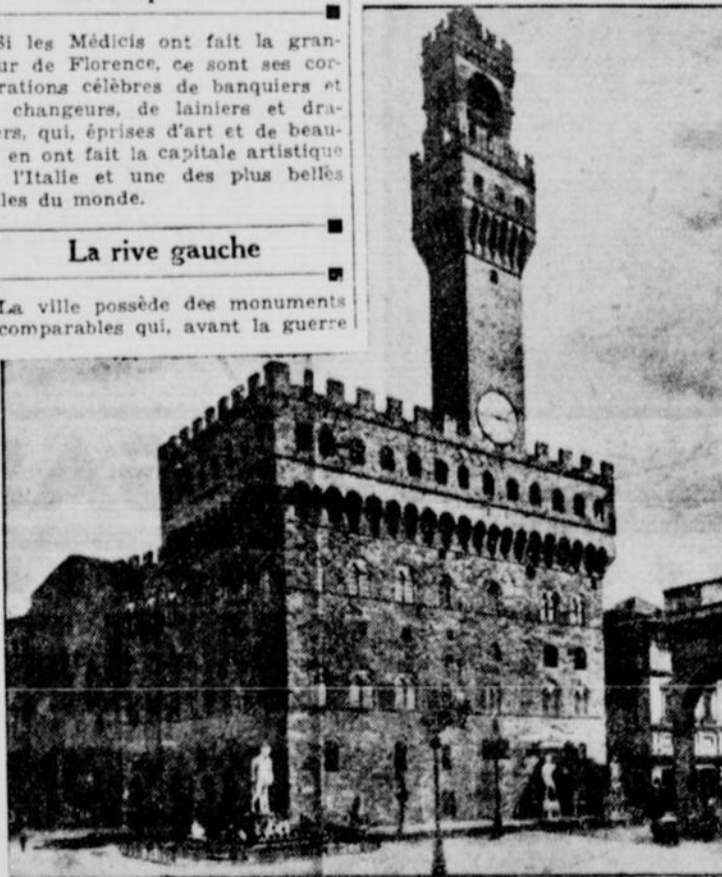 Si les Médicis ont fait la gran-
ur de Florence, ce sont ses cor-
rations célèbres de banquiers et
changeurs, de lainiers et dra-
ers, qui, éprises d'art et de beau-
en ont fait la capitale artistique
l'Italie et une des plus belles
les du monde.
La rive gauche
La ville possède des monuments
comparables qui, avant la guerre